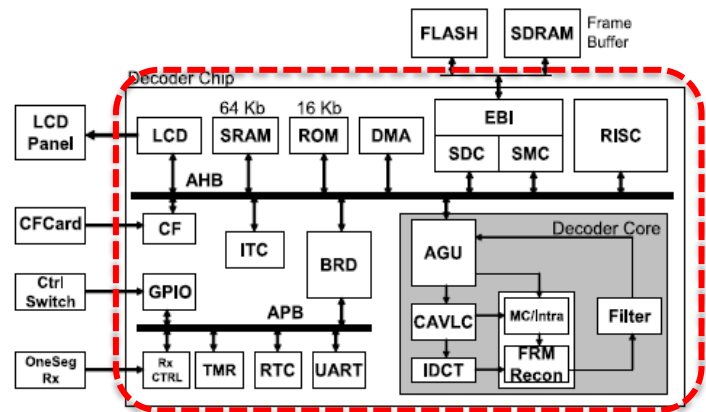 FLASH
SDRAM
Frame
Buffer
Decoder Chip
LCD
Panel
LCD
64 Kb
SRAM
16 Kb
ROM
DMA
EBI
SDC
SMC
RISC
AHB
CFCard
CF
ITC
BRD
Decoder Core
AGU
Ctrl
Switch
GPIO
CAVLC
MC/Intra
Filter
APB
IDCT
FRM
Recon
OneSeg
Rx
Rx
CTRL
TMR
RTC
UART